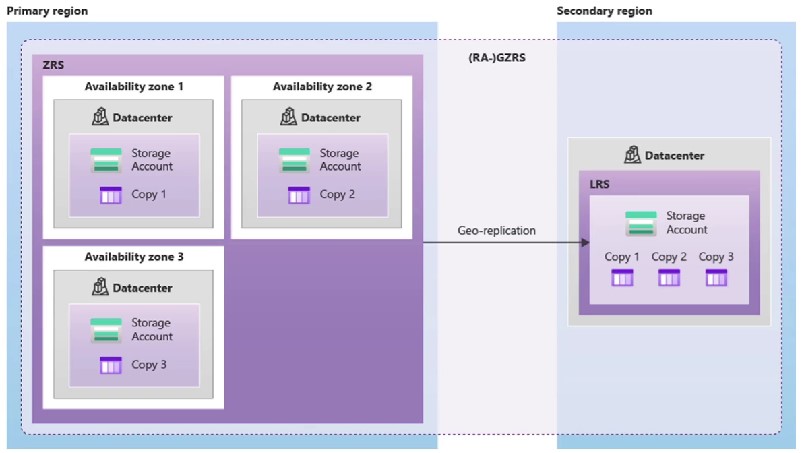 Primary region
Secondary region
(RA-)GZRS
ZRS
Availability zone 1
Datacenter
Storage
Account
Copy 1
Availability zone 2
Datacenter
Storage
Account
Copy 2
Availability zone 3
Datacenter
Storage
Account
Copy 3
Geo-replication
Datacenter
LRS
Storage
Account
Copy 1 Copy 2 Copy 3